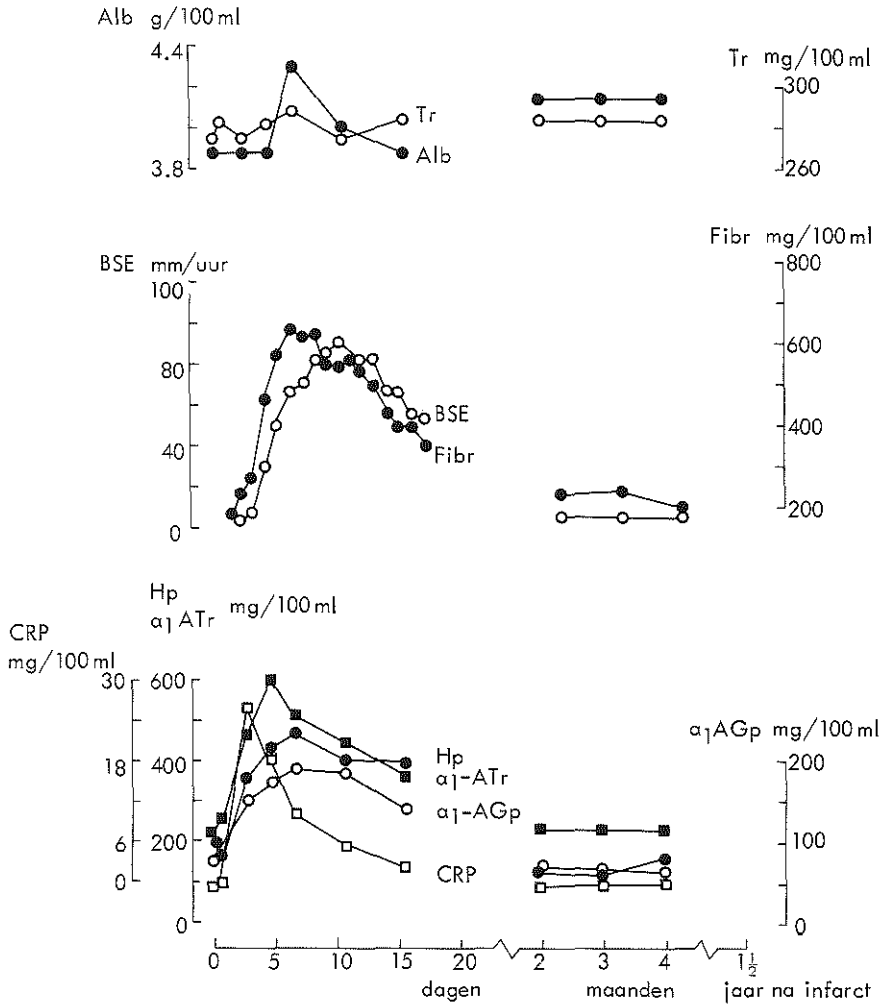 Alb g/100 ml
4.4
3.8
Tr
Alb
Tr mg/100 ml
300
260
BSE mm/uur
100
80
40
0
BSE
Fibr
Fibr mg/100 ml
800
600
400
200
CRP
mg/100 ml
30
18
6
0
Hp
α1 ATr mg/100 ml
600
400
200
0
Hp
α1-ATr
α1-AGp
CRP
α1AGp mg/100 ml
200
100
0
0 5 10 15 20 2 3 4 1½
dagen maanden jaar na infarct